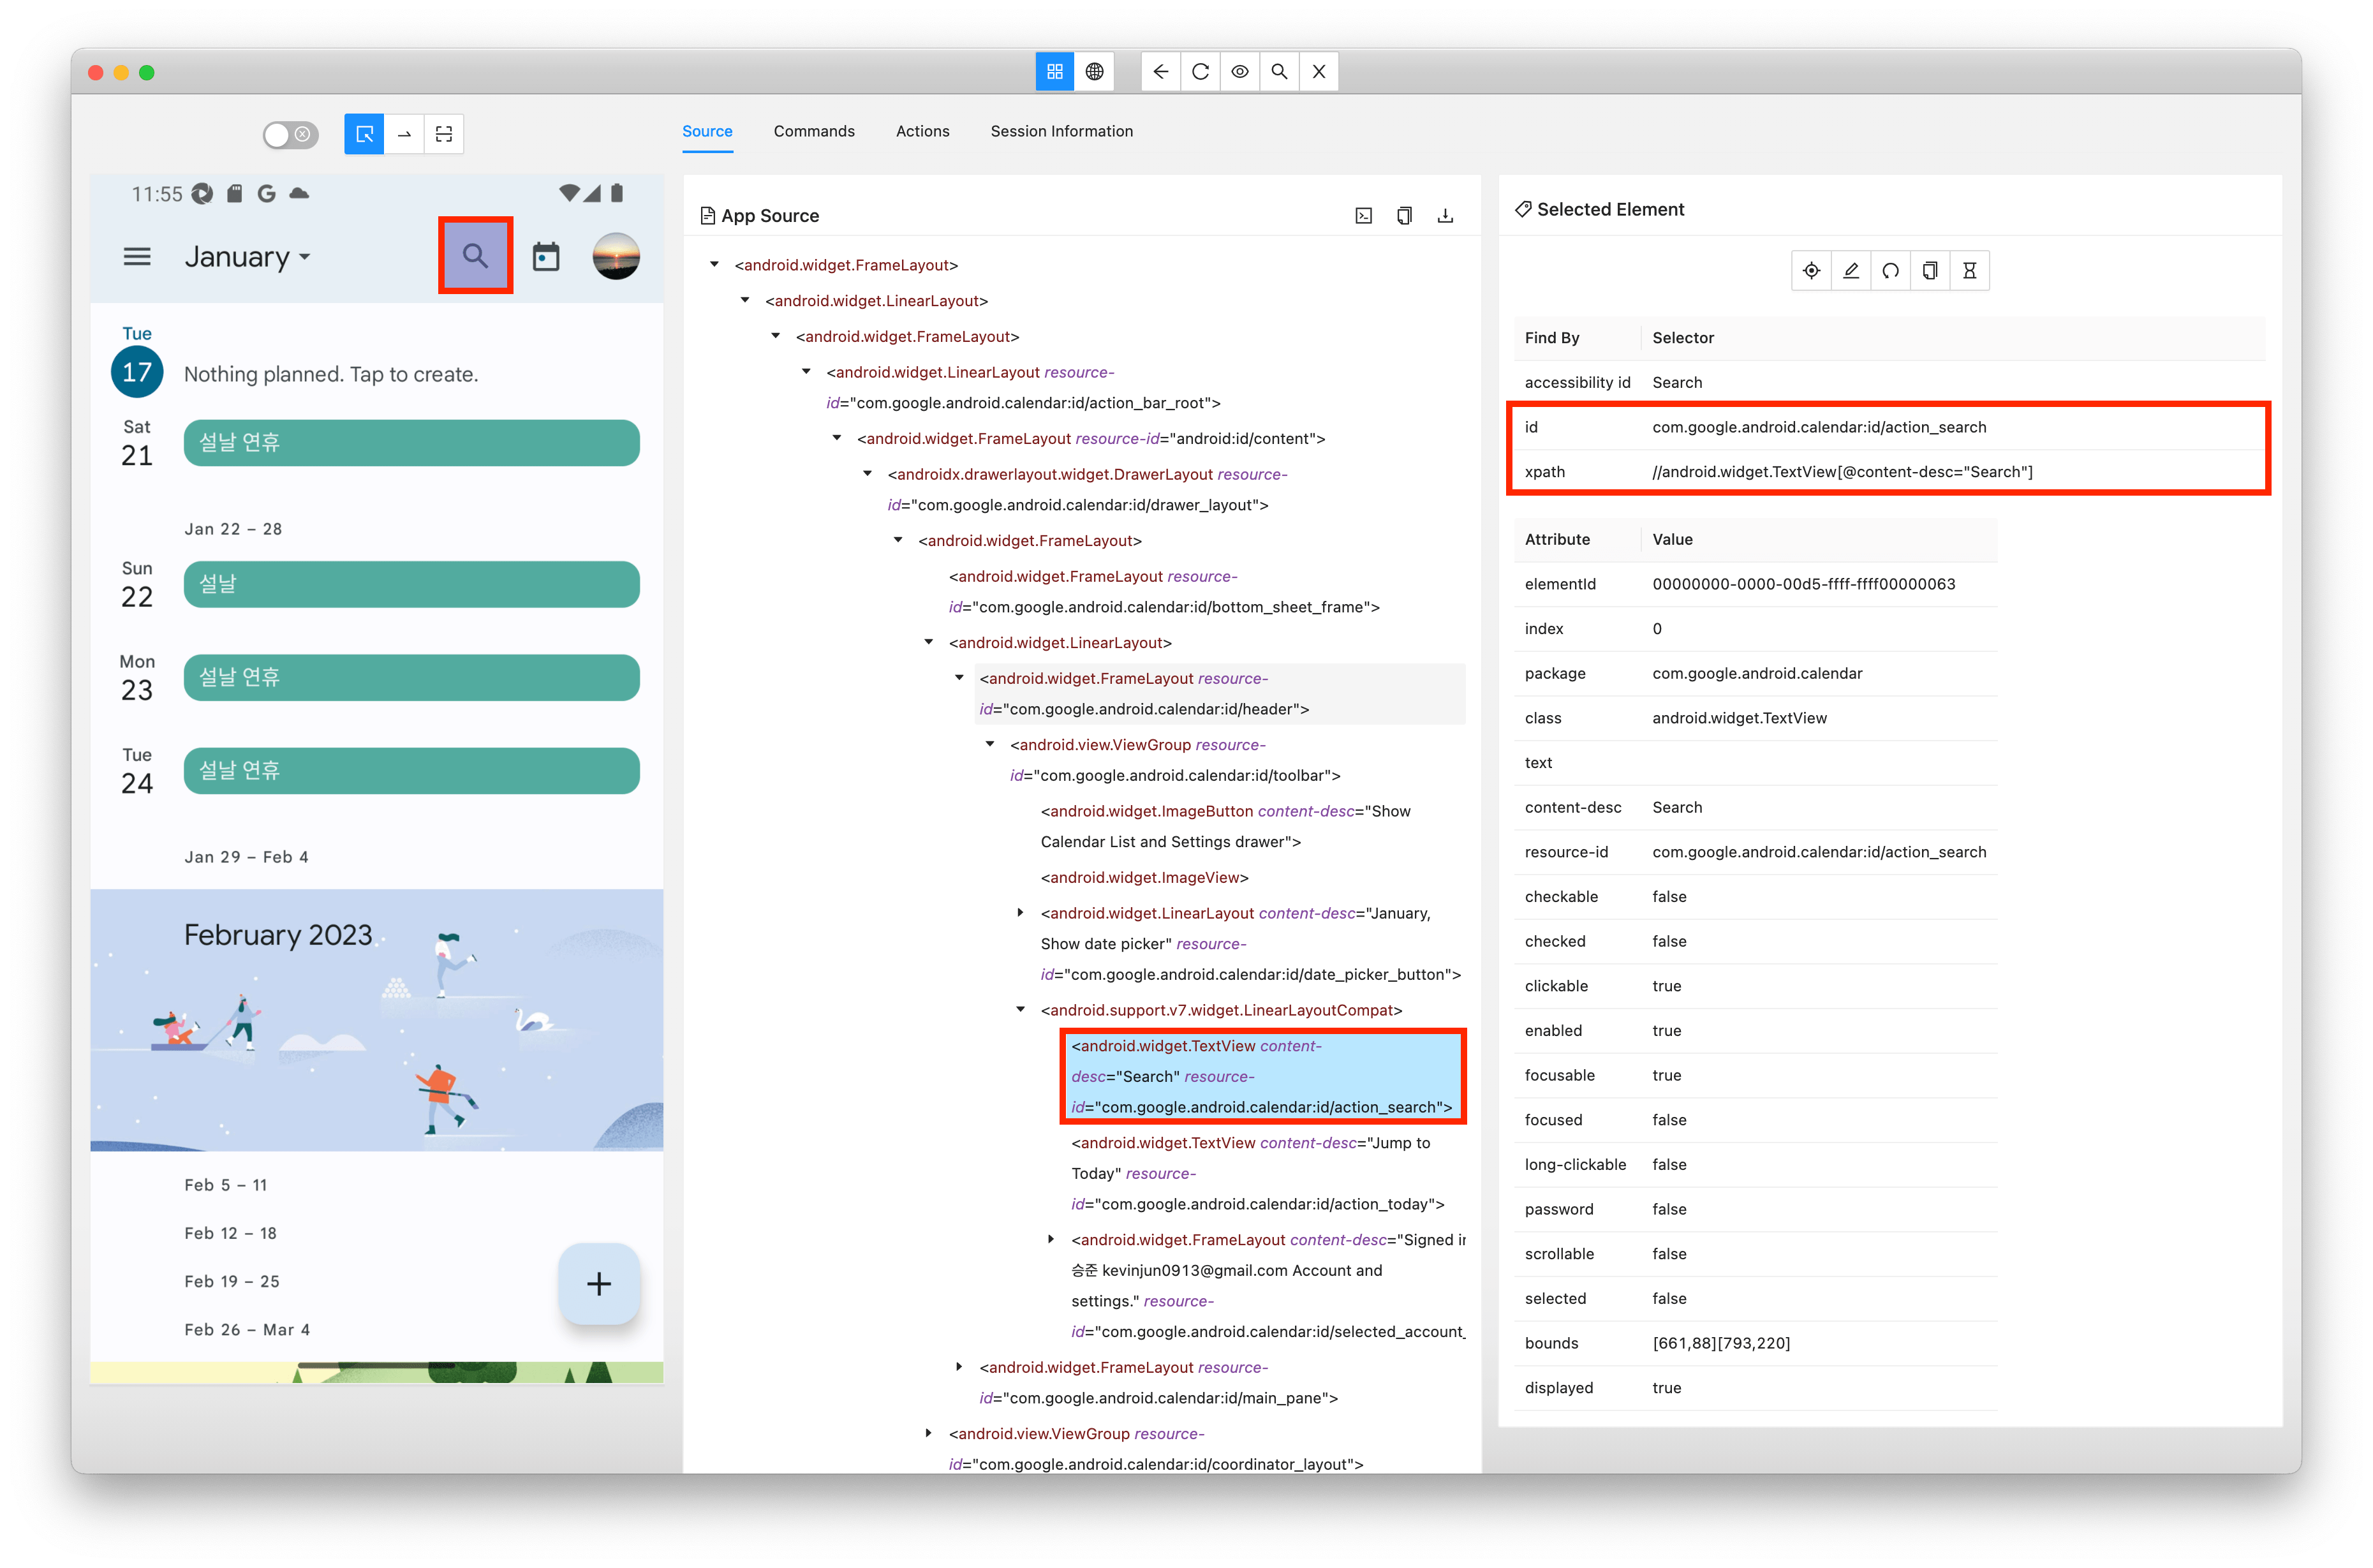 Source
Commands
Actions
Session Information
11:55
January
Tue
17
Nothing planned. Tap to create.
Sat
21
설날 연휴
Jan 22 – 28
Sun
22
설날
Mon
23
설날 연휴
Tue
24
설날 연휴
Jan 29 – Feb 4
February 2023
Feb 5 – 11
Feb 12 – 18
Feb 19 – 25
Feb 26 – Mar 4
App Source
<android.widget.FrameLayout>
<android.widget.LinearLayout>
<android.widget.FrameLayout>
<android.widget.LinearLayout resource-
id="com.google.android.calendar:id/action_bar_root">
<android.widget.FrameLayout resource-id="android:id/content">
<androidx.drawerlayout.widget.DrawerLayout resource-
id="com.google.android.calendar:id/drawer_layout">
<android.widget.FrameLayout>
<android.widget.FrameLayout resource-
id="com.google.android.calendar:id/bottom_sheet_frame">
<android.widget.LinearLayout>
<android.widget.FrameLayout resource-
id="com.google.android.calendar:id/header">
<android.view.ViewGroup resource-
id="com.google.android.calendar:id/toolbar">
<android.widget.ImageButton content-desc="Show
Calendar List and Settings drawer">
<android.widget.ImageView>
<android.widget.LinearLayout content-desc="January,
Show date picker" resource-
id="com.google.android.calendar:id/date_picker_button">
<android.support.v7.widget.LinearLayoutCompat>
<android.widget.TextView content-
desc="Search" resource-
id="com.google.android.calendar:id/action_search">
<android.widget.TextView content-desc="Jump to
Today" resource-
id="com.google.android.calendar:id/action_today">
<android.widget.FrameLayout content-desc="Signed
승준 kevinjun0913@gmail.com Account and
settings." resource-
id="com.google.android.calendar:id/selected_account_
<android.widget.FrameLayout resource-
id="com.google.android.calendar:id/main_pane">
<android.view.ViewGroup resource-
id="com.google.android.calendar:id/coordinator_layout">
Selected Element
Find By Selector
accessibility id Search
id com.google.android.calendar:id/action_search
xpath //android.widget.TextView[@content-desc="Search"]
Attribute Value
elementId 00000000-0000-00d5-ffff-ffff00000063
index 0
package com.google.android.calendar
class android.widget.TextView
text
content-desc Search
resource-id com.google.android.calendar:id/action_search
checkable false
checked false
clickable true
enabled true
focusable true
focused false
long-clickable false
password false
scrollable false
selected false
bounds [661,88][793,220]
displayed true